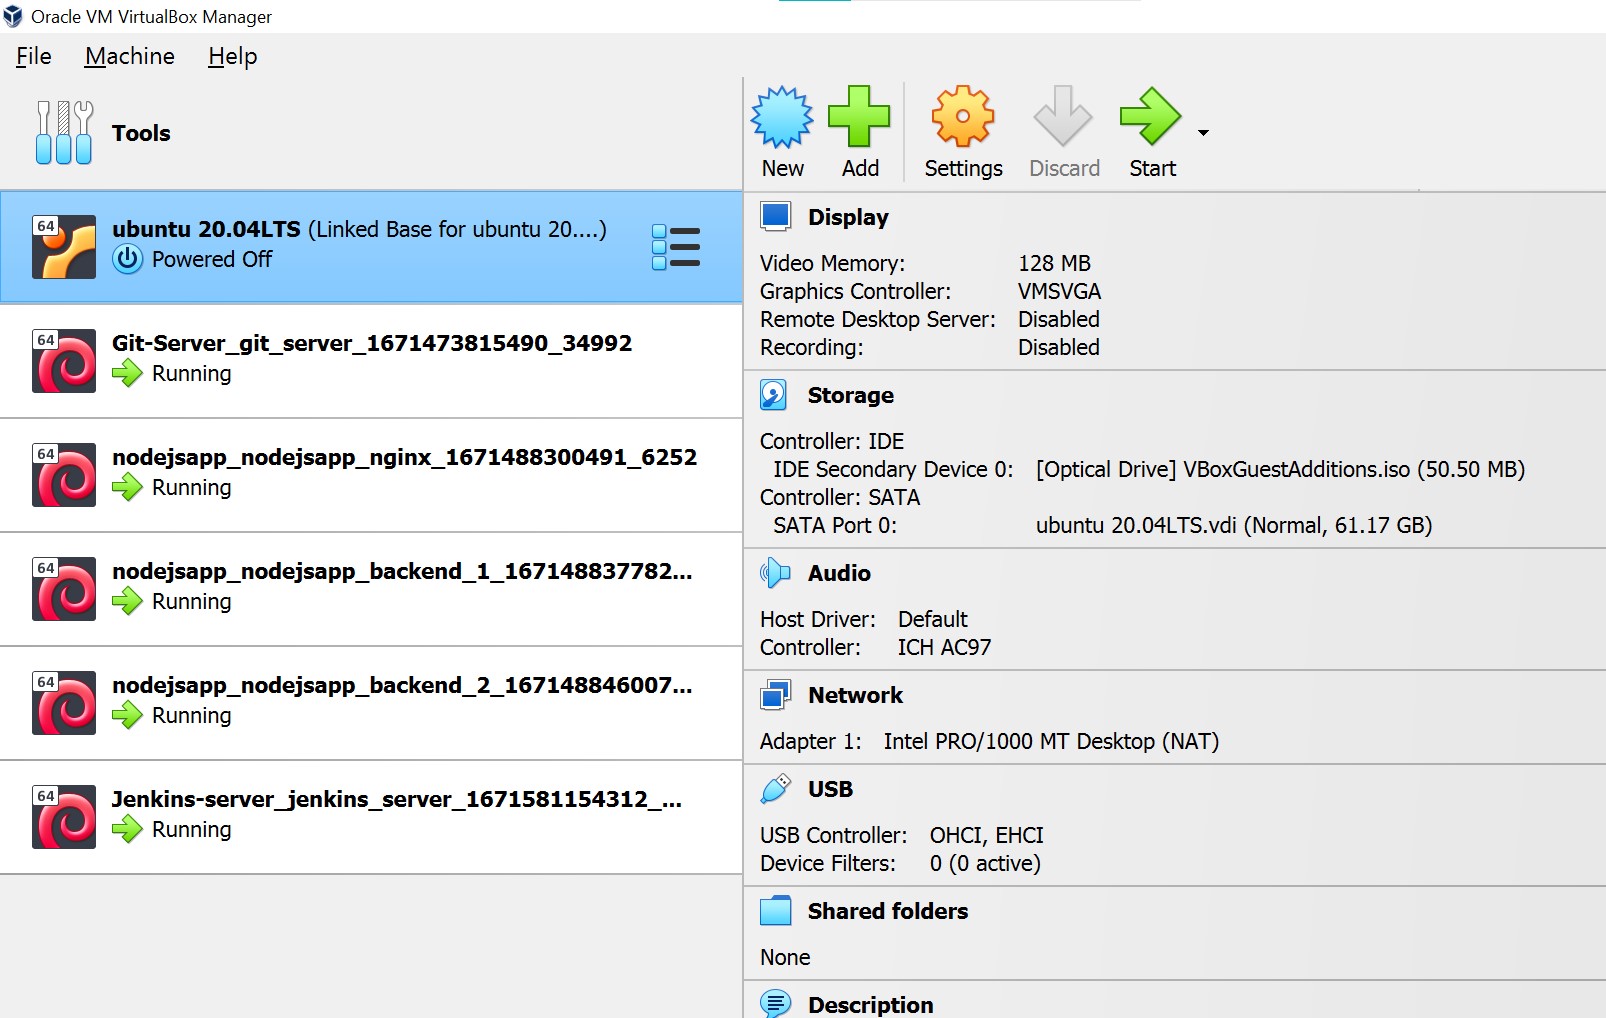 Oracle VM VirtualBox Manager
File Machine Help
Tools
New Add Settings Discard Start
64
ubuntu 20.04LTS (Linked Base for ubuntu 20....)
Powered Off
64
Git-Server_git_server_1671473815490_34992
Running
64
nodejsapp_nodejsapp_nginx_1671488300491_6252
Running
64
nodejsapp_nodejsapp_backend_1_167148837782...
Running
64
nodejsapp_nodejsapp_backend_2_167148846007...
Running
64
Jenkins-server_jenkins_server_1671581154312_...
Running
Display
Video Memory: 128 MB
Graphics Controller: VMSVGA
Remote Desktop Server: Disabled
Recording: Disabled
Storage
Controller: IDE
IDE Secondary Device 0: [Optical Drive] VBoxGuestAdditions.iso (50.50 MB)
Controller: SATA
SATA Port 0: ubuntu 20.04LTS.vdi (Normal, 61.17 GB)
Audio
Host Driver: Default
Controller: ICH AC97
Network
Adapter 1: Intel PRO/1000 MT Desktop (NAT)
USB
USB Controller: OHCI, EHCI
Device Filters: 0 (0 active)
Shared folders
None
Description